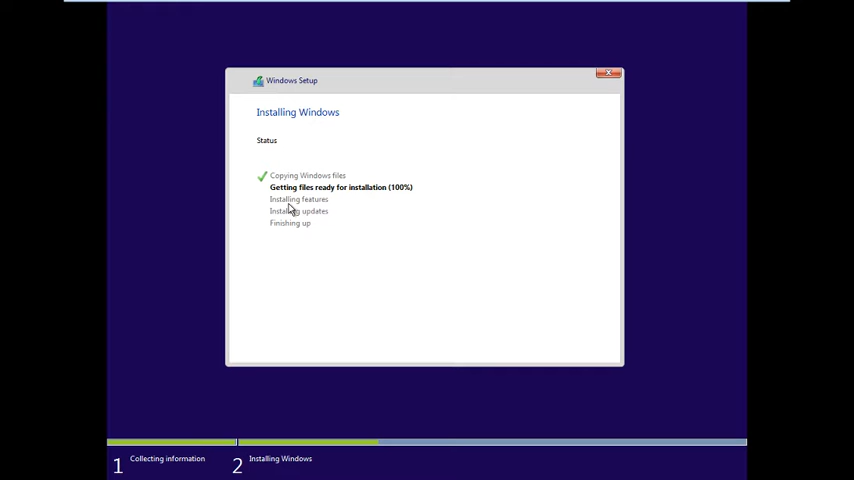 Windows Setup
Installing Windows
Status
Copying Windows files
Getting files ready for installation (100%)
Installing features
Installing updates
Finishing up
1 Collecting information
2 Installing Windows